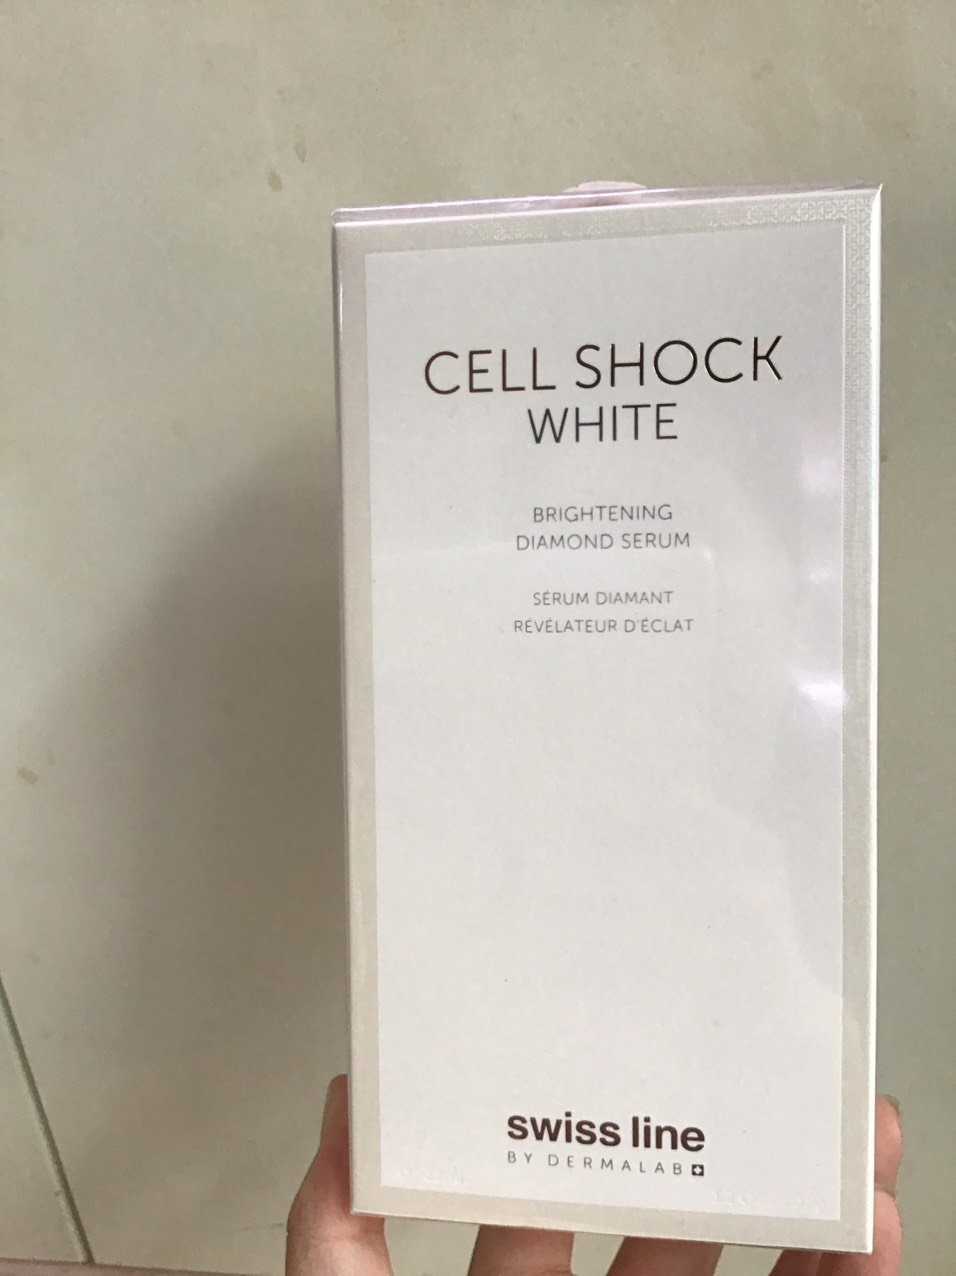 CELL SHOCK
WHITE
BRIGHTENING
DIAMOND SERUM
SÉRUM DIAMANT
RÉVÉLATEUR D'ÉCLAT
swiss line
BY DERMALAB